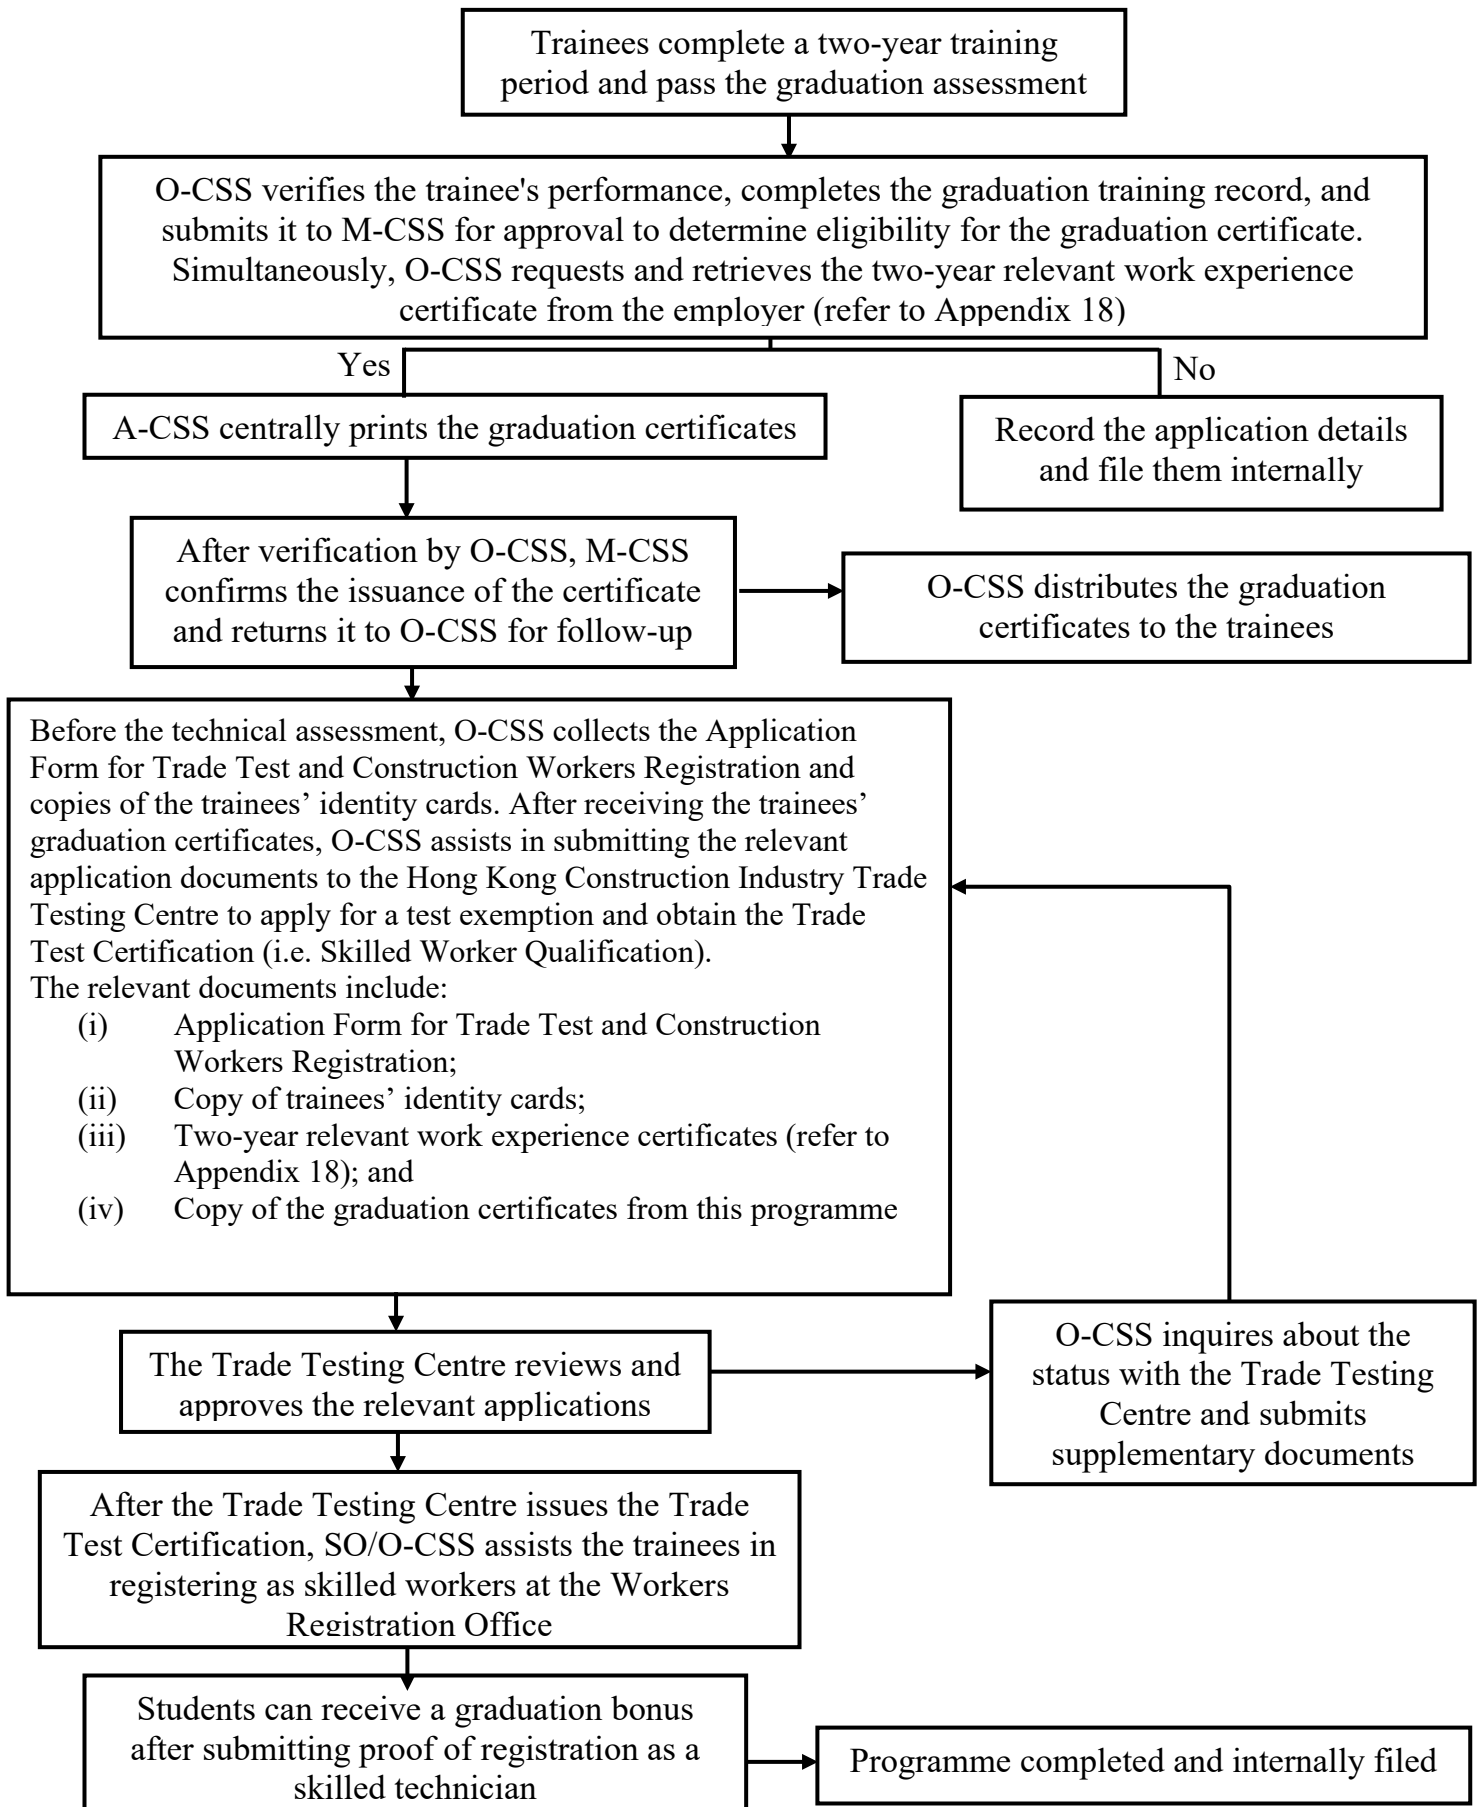 Trainees complete a two-year training
period and pass the graduation assessment
O-CSS verifies the trainee's performance, completes the graduation training record, and
submits it to M-CSS for approval to determine eligibility for the graduation certificate.
Simultaneously, O-CSS requests and retrieves the two-year relevant work experience
certificate from the employer (refer to Appendix 18)
Yes
No
A-CSS centrally prints the graduation certificates
Record the application details
and file them internally
After verification by O-CSS, M-CSS
confirms the issuance of the certificate
and returns it to O-CSS for follow-up
O-CSS distributes the graduation
certificates to the trainees
Before the technical assessment, O-CSS collects the Application
Form for Trade Test and Construction Workers Registration and
copies of the trainees’ identity cards. After receiving the trainees’
graduation certificates, O-CSS assists in submitting the relevant
application documents to the Hong Kong Construction Industry Trade
Testing Centre to apply for a test exemption and obtain the Trade
Test Certification (i.e. Skilled Worker Qualification).
The relevant documents include:
(i) Application Form for Trade Test and Construction
Workers Registration;
(ii) Copy of trainees’ identity cards;
(iii) Two-year relevant work experience certificates (refer to
Appendix 18); and
(iv) Copy of the graduation certificates from this programme
The Trade Testing Centre reviews and
approves the relevant applications
O-CSS inquires about the
status with the Trade Testing
Centre and submits
supplementary documents
After the Trade Testing Centre issues the Trade
Test Certification, SO/O-CSS assists the trainees in
registering as skilled workers at the Workers
Registration Office
Students can receive a graduation bonus
after submitting proof of registration as a
skilled technician
Programme completed and internally filed